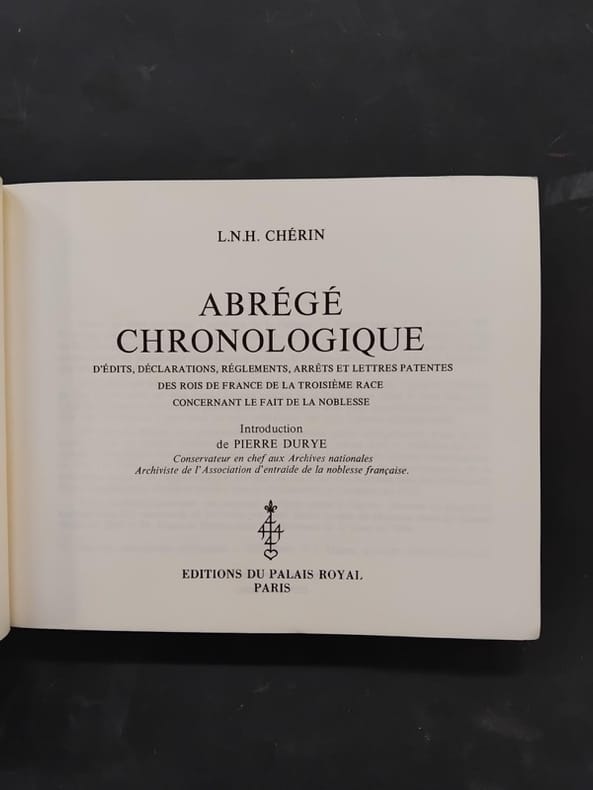 L.N.H. CHÉRIN
ABRÉGÉ
CHRONOLOGIQUE
D'ÉDITS, DÉCLARATIONS, RÉGLEMENTS, ARRÊTS ET LETTRES PATENTES
DES ROIS DE FRANCE DE LA TROISIÈME RACE
CONCERNANT LE FAIT DE LA NOBLESSE
Introduction
de PIERRE DURYE
Conservateur en chef aux Archives nationales
Archiviste de l'Association d'entraide de la noblesse française.
EDITIONS DU PALAIS ROYAL
PARIS